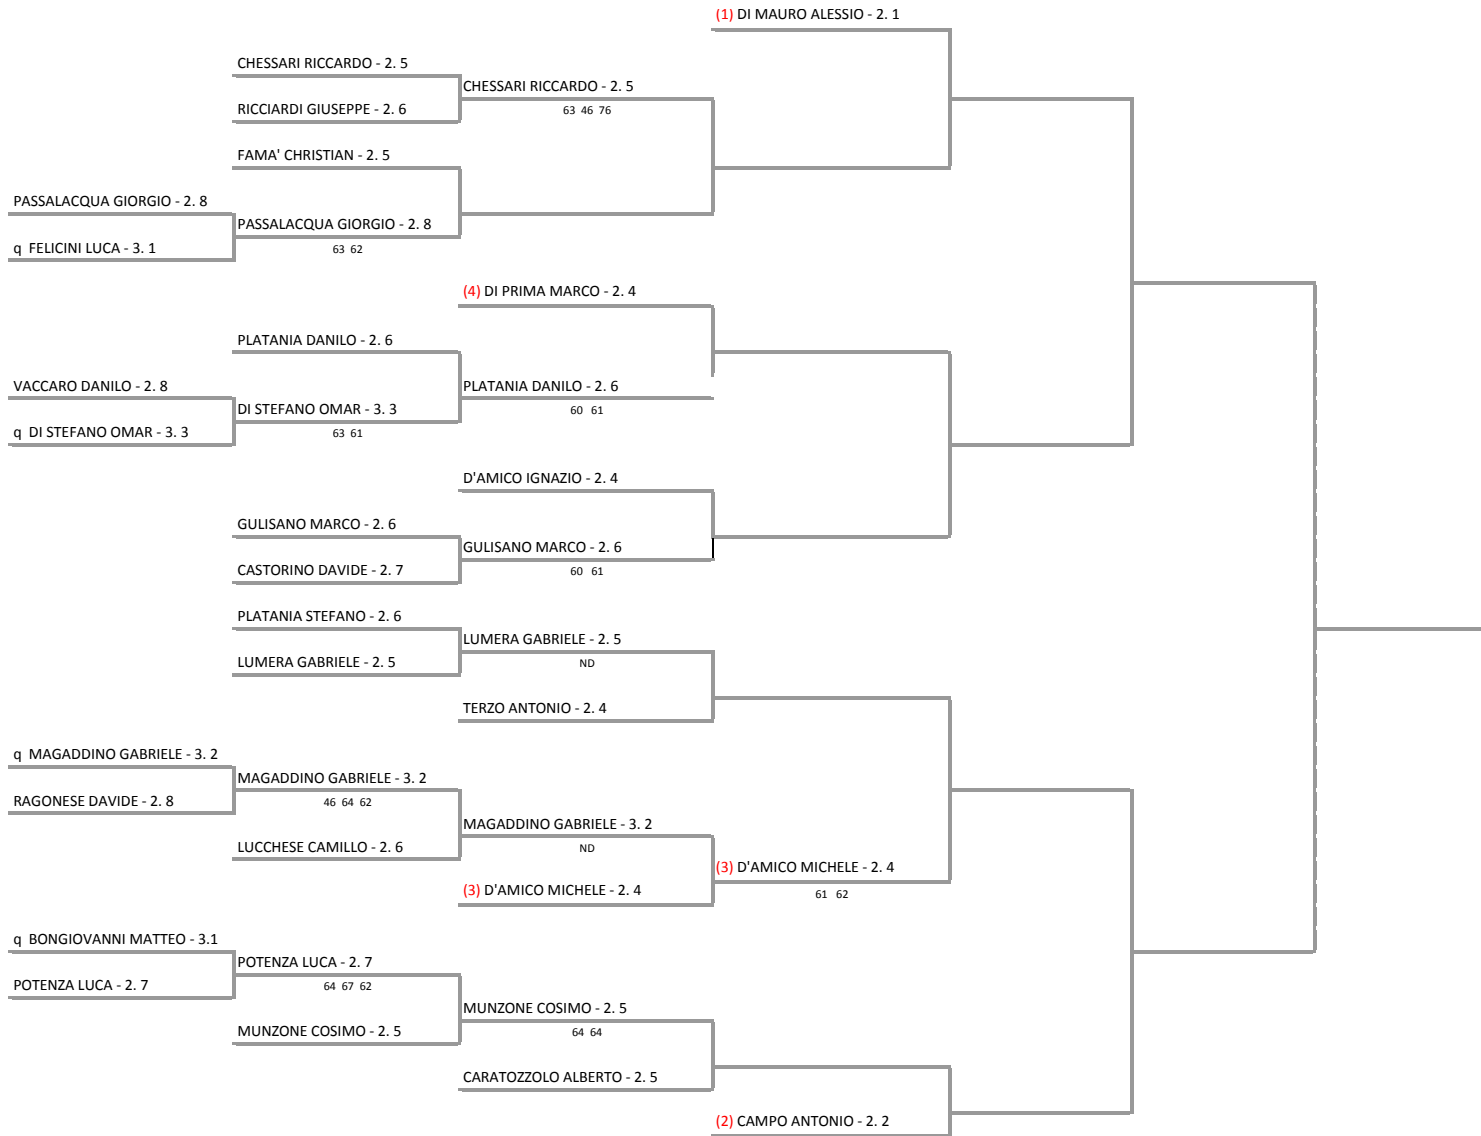 (1) DI MAURO ALESSIO - 2. 1
CHESSARI RICCARDO - 2. 5
CHESSARI RICCARDO - 2. 5
RICCIARDI GIUSEPPE - 2. 6
63 46 76
FAMA' CHRISTIAN - 2. 5
PASSALACQUA GIORGIO - 2. 8
PASSALACQUA GIORGIO - 2. 8
q FELICINI LUCA - 3. 1
63 62
(4) DI PRIMA MARCO - 2. 4
PLATANIA DANILO - 2. 6
VACCARO DANILO - 2. 8
PLATANIA DANILO - 2. 6
DI STEFANO OMAR - 3. 3
60 61
q DI STEFANO OMAR - 3. 3
63 61
D'AMICO IGNAZIO - 2. 4
GULISANO MARCO - 2. 6
GULISANO MARCO - 2. 6
CASTORINO DAVIDE - 2. 7
60 61
PLATANIA STEFANO - 2. 6
LUMERA GABRIELE - 2. 5
LUMERA GABRIELE - 2. 5
ND
TERZO ANTONIO - 2. 4
q MAGADDINO GABRIELE - 3. 2
MAGADDINO GABRIELE - 3. 2
RAGONESE DAVIDE - 2. 8
46 64 62
MAGADDINO GABRIELE - 3. 2
LUCCHESE CAMILLO - 2. 6
ND
(3) D'AMICO MICHELE - 2. 4
(3) D'AMICO MICHELE - 2. 4
61 62
q BONGIOVANNI MATTEO - 3.1
POTENZA LUCA - 2. 7
POTENZA LUCA - 2. 7
64 67 62
MUNZONE COSIMO - 2. 5
MUNZONE COSIMO - 2. 5
64 64
CARATOZZOLO ALBERTO - 2. 5
(2) CAMPO ANTONIO - 2. 2